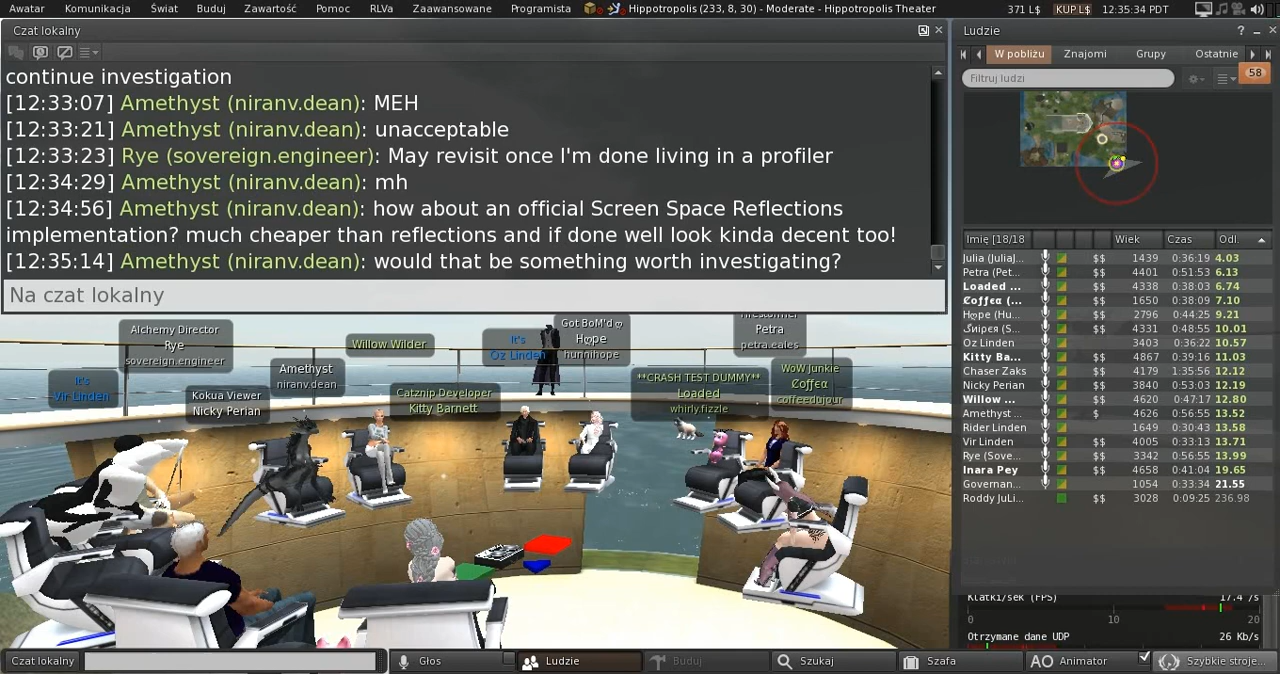 Awatar Komunikacja Świat Buduj Zawartość Pomoc RLVa Zaawansowane Programista Hippotropolis (233, 8, 30) - Moderate - Hippotropolis Theater 371 L$ KUP L$ 12:35:34 PDT
Czat lokalny
continue investigation
[12:33:07] Amethyst (niranv.dean): MEH
[12:33:21] Amethyst (niranv.dean): unacceptable
[12:33:23] Rye (sovereign.engineer): May revisit once I'm done living in a profiler
[12:34:29] Amethyst (niranv.dean): mh
[12:34:56] Amethyst (niranv.dean): how about an official Screen Space Reflections
implementation? much cheaper than reflections and if done well look kinda decent too!
[12:35:14] Amethyst (niranv.dean): would that be something worth investigating?
Na czat lokalny
Alchemy Director
Rye
sovereign.engineer
It's
Vir Linden
Kokua Viewer
Nicky Perian
Amethyst
niranv.dean
Willow Wilder
Catznip Developer
Kitty Barnett
It's
Oz Linden
Got BoM'd ღ
Hღpe
hunnihope
**CRASH TEST DUMMY**
Loaded
whirly.fizzle
Petra
petra.eales
WoW Junkie
Coffeα
coffeedujour
Ludzie
W pobliżu Znajomi Grupy Ostatnie
58
Filtruj ludzi
Imię [18/18 Wiek Czas Odl.
Julia (JuliaJ... $$ 1439 0:36:19 4.03
Petra (Pet... $$ 4401 0:51:53 6.13
Loaded ... $$ 4338 0:38:03 6.74
Coffeα (... $$ 1650 0:38:09 7.10
Hღpe (Hu... $$ 2796 0:44:25 9.21
$$ 4331 0:48:55 10.01
Oz Linden 3403 0:36:22 10.57
Kitty Ba... $$ 4867 0:39:16 11.03
Chaser Zaks $$ 4179 1:35:56 12.12
Nicky Perian $$ 3840 0:53:03 12.19
Willow ... $$ 4620 0:47:17 12.80
Amethyst ... $ 4626 0:56:55 13.52
Rider Linden 1649 0:30:43 13.58
Vir Linden $$ 4005 0:33:13 13.71
Rye (Sove... $$ 3342 0:56:55 13.99
Inara Pey $$ 4658 0:41:04 19.65
Governan... 1054 0:33:34 21.55
Roddy JuLi... $$ 3028 0:09:25 236.98
Klatki/sek (FPS) 17.4 /s
0 10 20
Otrzymane dane UDP 26 Kb/s
Czat lokalny Głos Ludzie Buduj Szukaj Szafa AO Animator Szybkie stroje...